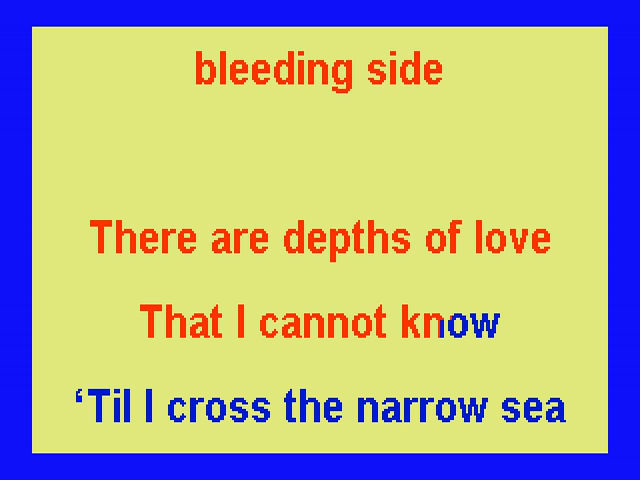 bleeding side
There are depths of love
That I cannot know
‘Til I cross the narrow sea